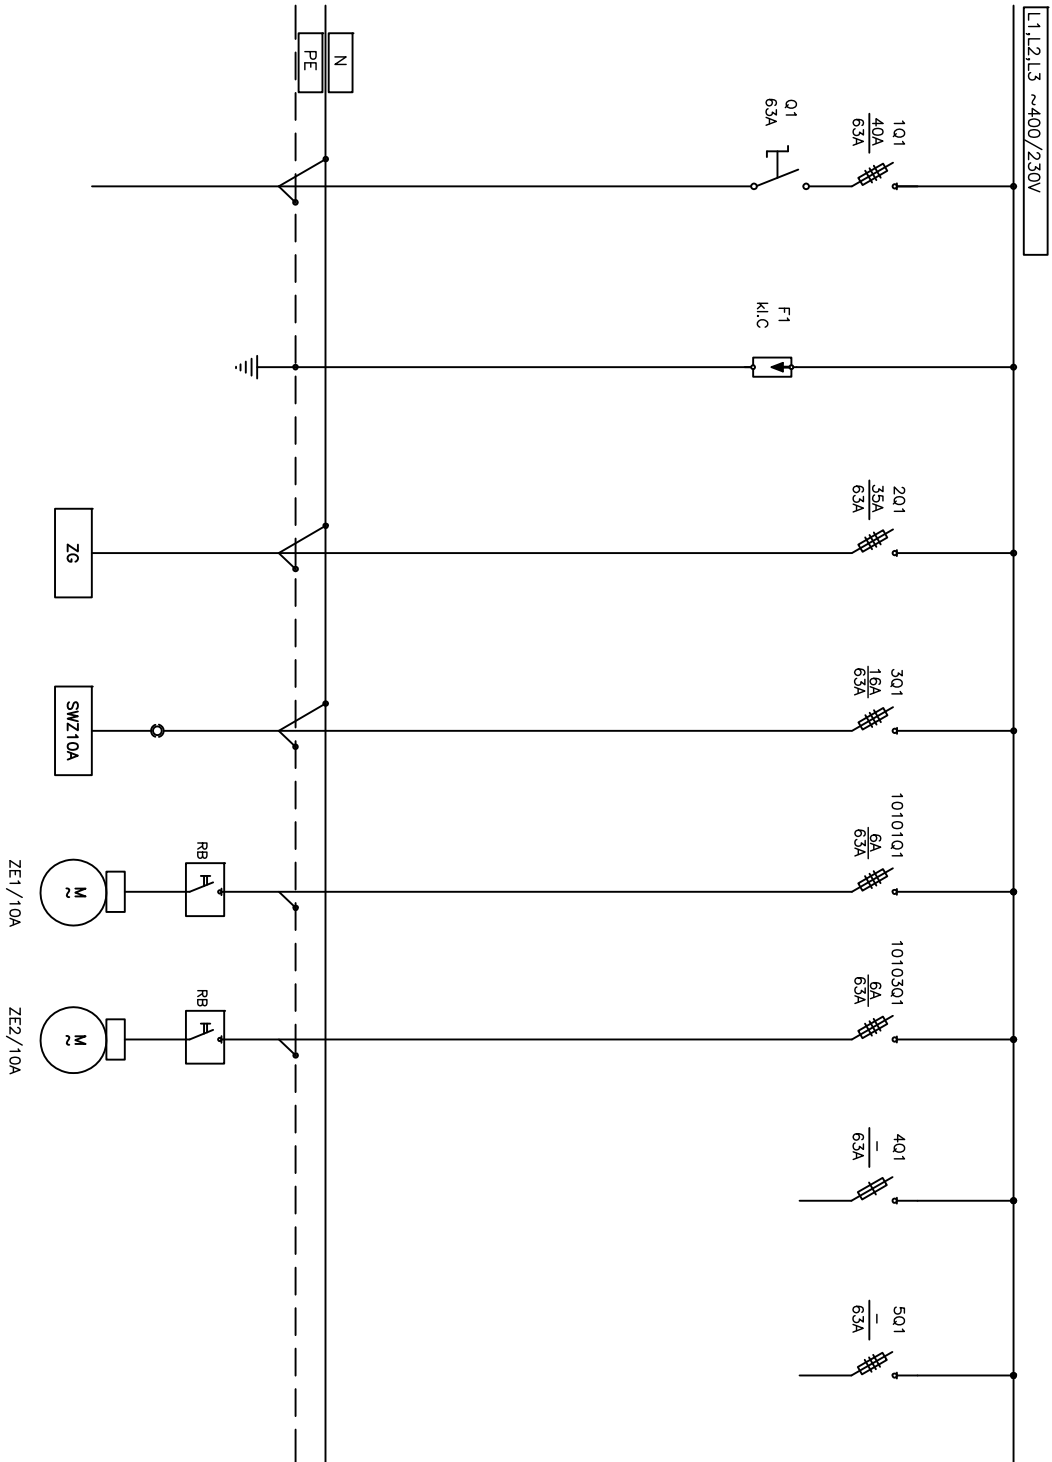 L1,L2,L3 ~400/230V
N
PE
1Q1
40A
63A
Q1
63A
F1
kl.C
2Q1
35A
63A
ZG
3Q1
16A
63A
SWZ10A
10101Q1
6A
63A
RB
M
~
ZE1/10A
10103Q1
6A
63A
RB
M
~
ZE2/10A
4Q1
-
63A
5Q1
-
63A